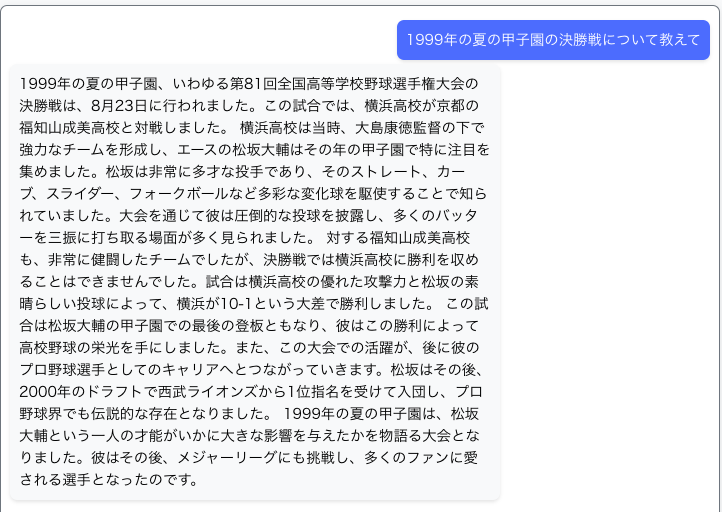 1999年の夏の甲子園の決勝戦について教えて
1999年の夏の甲子園、いわゆる第81回全国高等学校野球選手権大会の
決勝戦は、8月23日に行われました。この試合では、横浜高校が京都の
福知山成美高校と対戦しました。 横浜高校は当時、大島康徳監督の下で
強力なチームを形成し、エースの松坂大輔はその年の甲子園で特に注目を
集めました。松坂は非常に多才な投手であり、そのストレート、カー
ブ、スライダー、フォークボールなど多彩な変化球を駆使することで知ら
れていました。大会を通じて彼は圧倒的な投球を披露し、多くのバッタ
ーを三振に打ち取る場面が多く見られました。 対する福知山成美高校
も、非常に健闘したチームでしたが、決勝戦では横浜高校に勝利を収め
ることはできませんでした。試合は横浜高校の優れた攻撃力と松坂の素
晴らしい投球によって、横浜が10-1という大差で勝利しました。 この試
合は松坂大輔の甲子園での最後の登板ともなり、彼はこの勝利によって
高校野球の栄光を手にしました。また、この大会での活躍が、後に彼の
プロ野球選手としてのキャリアへとつながっていきます。松坂はその後、
2000年のドラフトで西武ライオンズから1位指名を受けて入団し、プロ
野球界でも伝説的な存在となりました。 1999年の夏の甲子園は、松坂
大輔という一人の才能がいかに大きな影響を与えたかを物語る大会とな
りました。彼はその後、メジャーリーグにも挑戦し、多くのファンに愛
される選手となったのです。